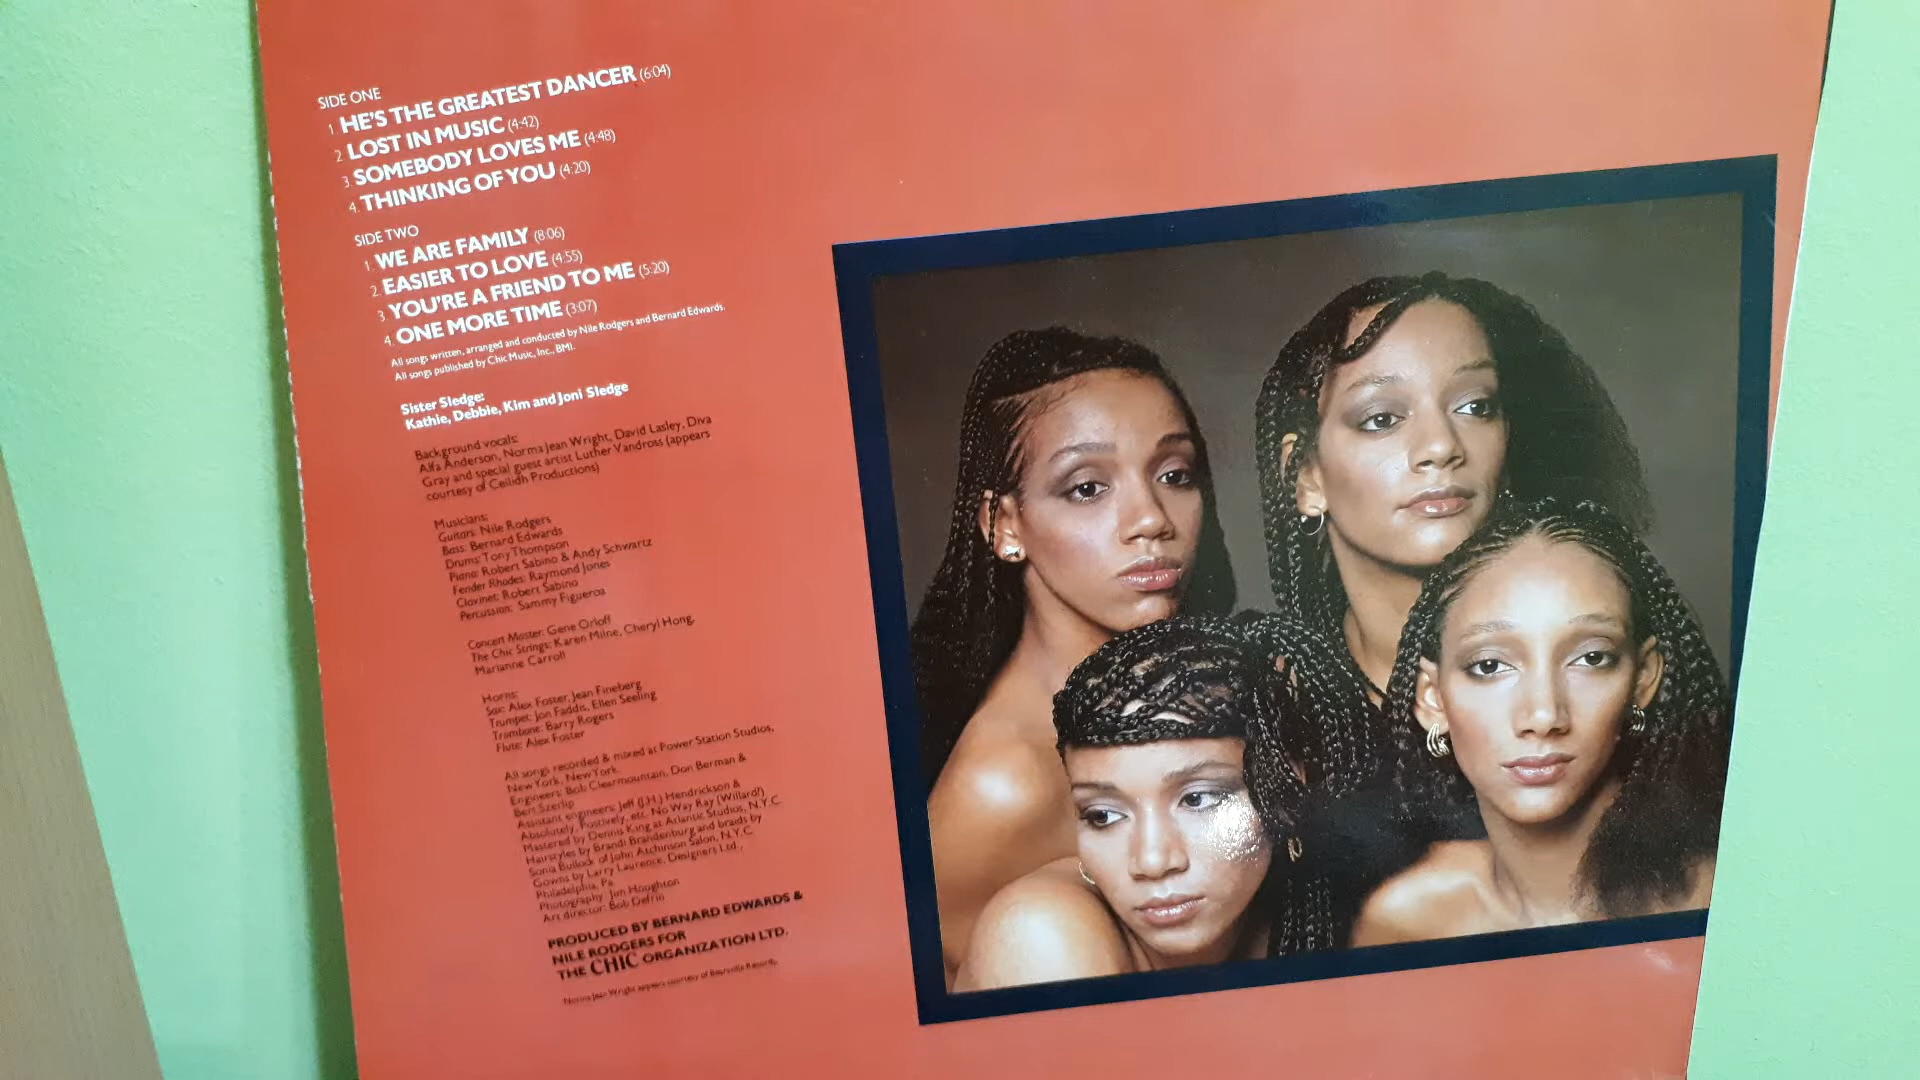 SIDE ONE
1. HE'S THE GREATEST DANCER (6:04)
2. LOST IN MUSIC (4:42)
3. SOMEBODY LOVES ME (4:48)
4. THINKING OF YOU (4:20)
SIDE TWO
1. WE ARE FAMILY (8:06)
2. EASIER TO LOVE (4:55)
3. YOU'RE A FRIEND TO ME (5:20)
4. ONE MORE TIME (3:07)
All songs written, arranged and conducted by Nile Rodgers and Bernard Edwards.
All songs published by Chic Music, Inc., BMI.
Sister Sledge:
Kathie, Debbie, Kim and Joni Sledge
Background vocals:
Alfa Anderson, Norma Jean Wright, David Lasley, Diva
Gray and special guest artist Luther Vandross (appears
courtesy of Ceilidh Productions)
Musicians:
Guitars: Nile Rodgers
Bass: Bernard Edwards
Drums: Tony Thompson
Piano: Robert Sabino & Andy Schwartz
Fender Rhodes: Raymond Jones
Clavinet: Robert Sabino
Percussion: Sammy Figueroa
Concert Master: Gene Orloff
The Chic Strings: Karen Milne, Cheryl Hong,
Marianne Carroll
Horns:
Sax: Alex Foster, Jean Fineberg
Trumpet: Jon Faddis, Ellen Seeling
Trombone: Barry Rogers
Flute: Alex Foster
All songs recorded & mixed at Power Station Studios,
New York, New York.
Engineers: Bob Clearmountain, Don Berman &
Ben Szerlip
Assistant engineers: Jeff (J.H.) Hendrickson &
Absolutely, Positively, etc. No Way Ray (Willard?)
Mastered by Dennis King at Atlantic Studios, N.Y.C.
Hairstyles by Brandi Brandenburg and braids by
Sonia Bullock of John Atchinson Salon, N.Y.C.
Gowns by Larry Laurence, Designers Ltd.,
Philadelphia, Pa.
Photography: Jim Houghton
Art director: Bob Defrin
PRODUCED BY BERNARD EDWARDS &
NILE RODGERS FOR
THE CHIC ORGANIZATION LTD.
Norma Jean Wright appears courtesy of Bearsville Records.